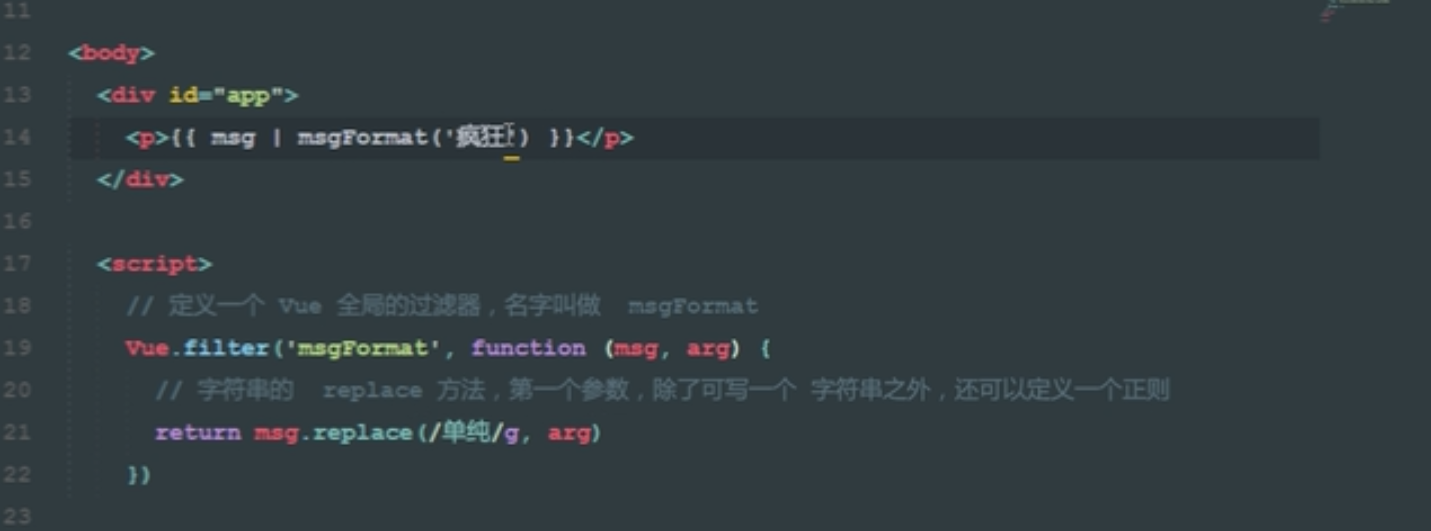 11
12 <body>
13 <div id="app">
14 <p>{{ msg | msgFormat('疯狂') }}</p>
15 </div>
16
17 <script>
18 // 定义一个 Vue 全局的过滤器，名字叫做  msgFormat
19 Vue.filter('msgFormat', function (msg, arg) {
20 // 字符串的  replace 方法，第一个参数，除了可写一个 字符串之外，还可以定义一个正则
21 return msg.replace(/单纯/g, arg)
22 })
23